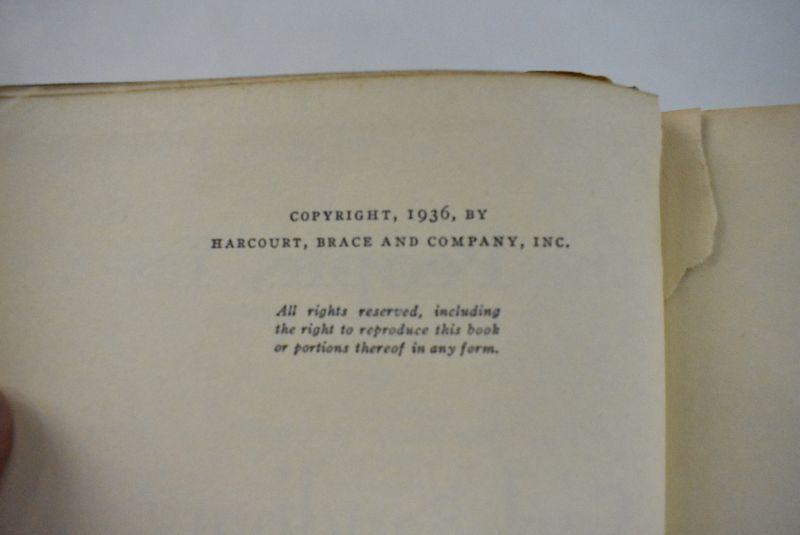 COPYRIGHT, 1936, BY
HARCOURT, BRACE AND COMPANY, INC.
All rights reserved, including
the right to reproduce this book
or portions thereof in any form.